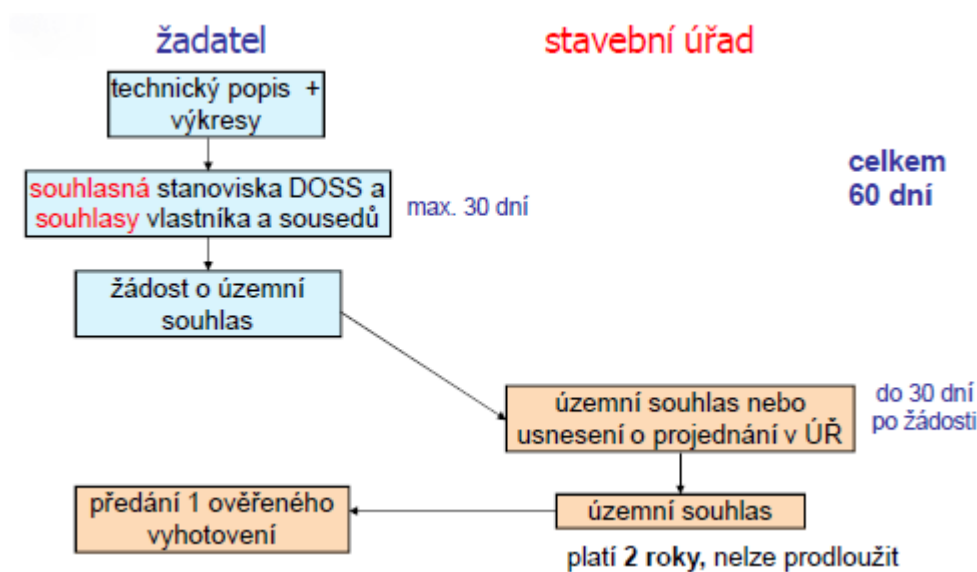 žadatel
stavební úřad
technický popis +
výkresy
celkem
60 dní
souhlasná stanoviska DOSS a
souhlasy vlastníka a sousedů
max. 30 dní
žádost o územní
souhlas
územní souhlas nebo
usnesení o projednání v ÚŘ
do 30 dní
po žádosti
předání 1 ověřeného
vyhotovení
územní souhlas
platí 2 roky, nelze prodloužit